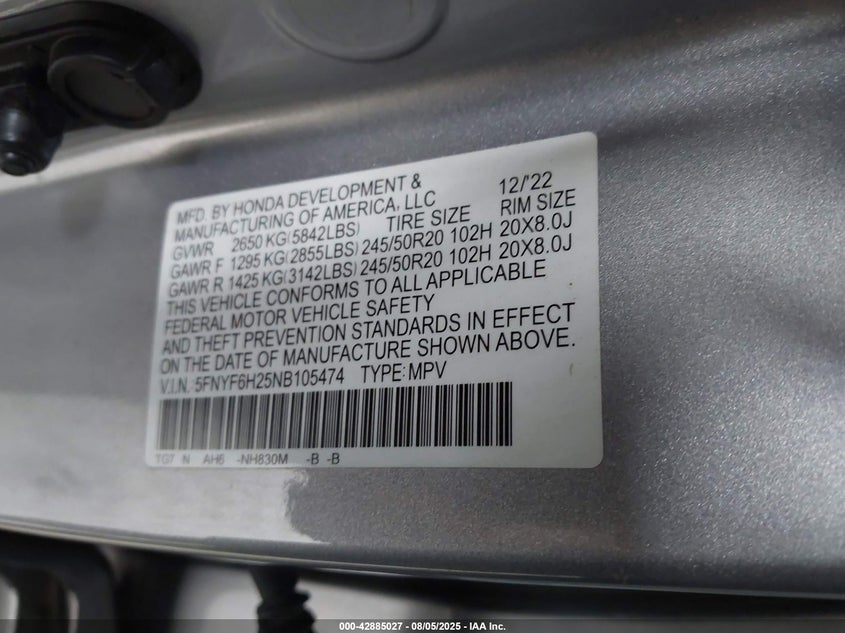 MFD. BY HONDA DEVELOPMENT & 12/'22
MANUFACTURING OF AMERICA, LLC
GVWR 2650 KG(5842LBS) TIRE SIZE RIM SIZE
GAWR F 1295 KG(2855LBS) 245/50R20 102H 20X8.0J
GAWR R 1425 KG(3142LBS) 245/50R20 102H 20X8.0J
THIS VEHICLE CONFORMS TO ALL APPLICABLE
FEDERAL MOTOR VEHICLE SAFETY
AND THEFT PREVENTION STANDARDS IN EFFECT
ON THE DATE OF MANUFACTURE SHOWN ABOVE.
V.I.N.: 5FNYF6H25NB105474 TYPE: MPV
TG7 N AH6 -NH830M -B -B
000-42885027 - 08/05/2025 - IAA Inc.